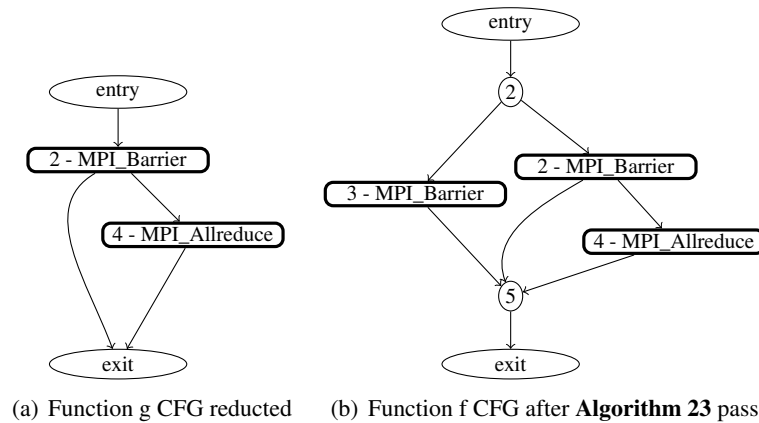 entry
2 - MPI_Barrier
4 - MPI_Allreduce
exit
(a) Function g CFG reducted
entry
2
2 - MPI_Barrier
3 - MPI_Barrier
4 - MPI_Allreduce
5
exit
(b) Function f CFG after Algorithm 23 pass